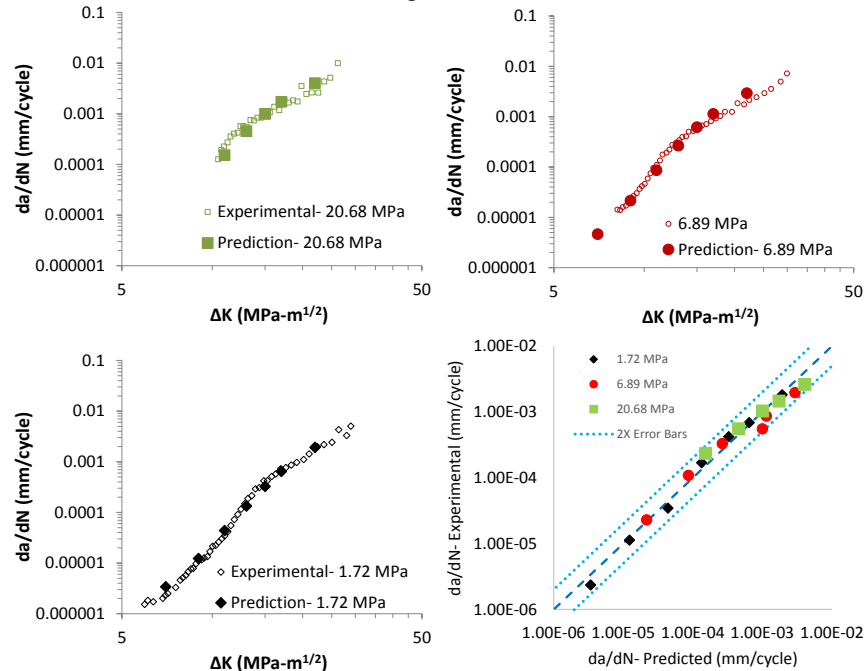 0.1
0.01
0.001
0.0001
0.00001
0.000001
da/dN (mm/cycle)
Experimental- 20.68 MPa
Prediction- 20.68 MPa
5
50
ΔK (MPa-m^1/2)
0.1
0.01
0.001
0.0001
0.00001
0.000001
da/dN (mm/cycle)
6.89 MPa
Prediction- 6.89 MPa
5
50
ΔK (MPa-m^1/2)
0.1
0.01
0.001
0.0001
0.00001
0.000001
da/dN (mm/cycle)
Experimental- 1.72 MPa
Prediction- 1.72 MPa
5
50
ΔK (MPa-m^1/2)
1.00E-02
1.00E-03
1.00E-04
1.00E-05
1.00E-06
da/dN- Experimental (mm/cycle)
1.72 MPa
6.89 MPa
20.68 MPa
2X Error Bars
1.00E-06 1.00E-05 1.00E-04 1.00E-03 1.00E-02
da/dN- Predicted (mm/cycle)